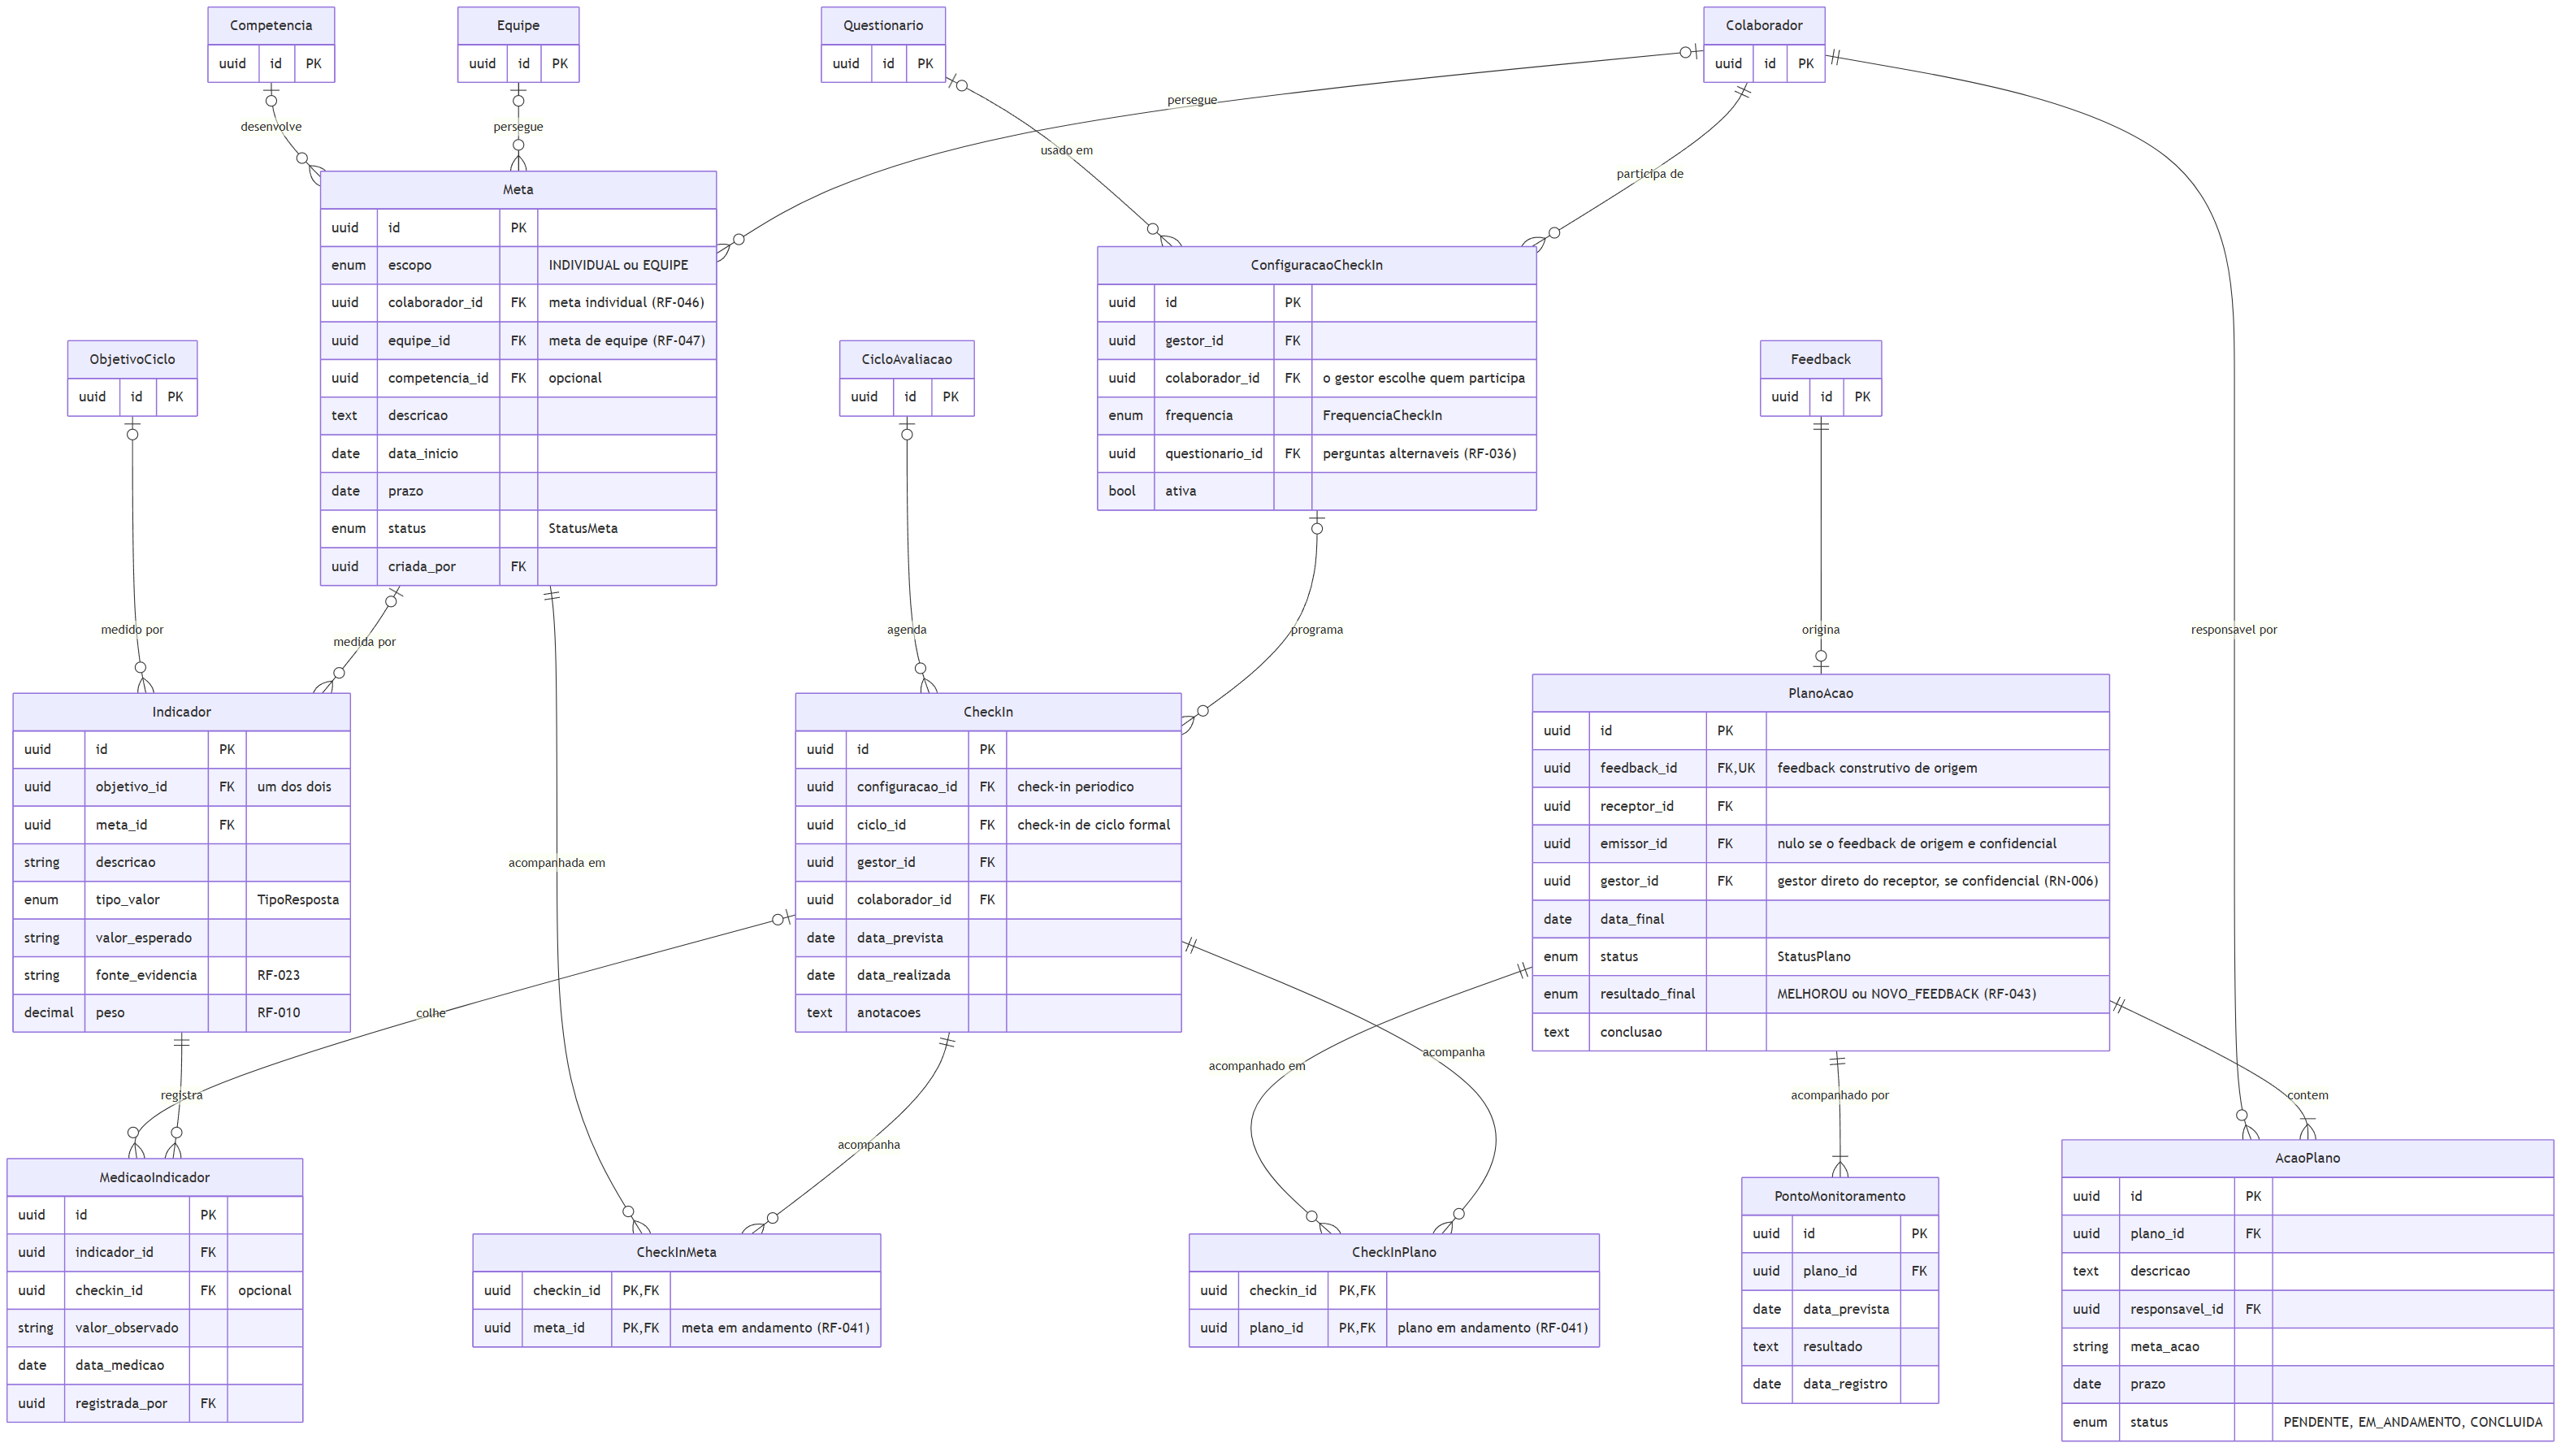 Competencia
uuid id PK
Equipe
uuid id PK
Questionario
uuid id PK
Colaborador
uuid id PK
desenvolve
persegue
persegue
usado em
participa de
Meta
uuid id PK
enum escopo INDIVIDUAL ou EQUIPE
uuid colaborador_id FK meta individual (RF-046)
uuid equipe_id FK meta de equipe (RF-047)
uuid competencia_id FK opcional
text descricao
date data_inicio
date prazo
enum status StatusMeta
uuid criada_por FK
ConfiguracaoCheckIn
uuid id PK
uuid gestor_id FK
uuid colaborador_id FK o gestor escolhe quem participa
enum frequencia FrequenciaCheckIn
uuid questionario_id FK perguntas alternaveis (RF-036)
bool ativa
ObjetivoCiclo
uuid id PK
CicloAvaliacao
uuid id PK
Feedback
uuid id PK
medido por
medida por
agenda
programa
origina
responsavel por
Indicador
uuid id PK
uuid objetivo_id FK um dos dois
uuid meta_id FK
string descricao
enum tipo_valor TipoResposta
string valor_esperado
string fonte_evidencia RF-023
decimal peso RF-010
CheckIn
uuid id PK
uuid configuracao_id FK check-in periodico
uuid ciclo_id FK check-in de ciclo formal
uuid gestor_id FK
uuid colaborador_id FK
date data_prevista
date data_realizada
text anotacoes
PlanoAcao
uuid id PK
uuid feedback_id FK,UK feedback construtivo de origem
uuid receptor_id FK
uuid emissor_id FK nulo se o feedback de origem e confidencial
uuid gestor_id FK gestor direto do receptor, se confidencial (RN-006)
date data_final
enum status StatusPlano
enum resultado_final MELHOROU ou NOVO_FEEDBACK (RF-043)
text conclusao
acompanhada em
colhe
registra
acompanha
acompanhado em
acompanha
acompanhado por
contem
MedicaoIndicador
uuid id PK
uuid indicador_id FK
uuid checkin_id FK opcional
string valor_observado
date data_medicao
uuid registrada_por FK
CheckInMeta
uuid checkin_id PK,FK
uuid meta_id PK,FK meta em andamento (RF-041)
CheckInPlano
uuid checkin_id PK,FK
uuid plano_id PK,FK plano em andamento (RF-041)
PontoMonitoramento
uuid id PK
uuid plano_id FK
date data_prevista
text resultado
date data_registro
AcaoPlano
uuid id PK
uuid plano_id FK
text descricao
uuid responsavel_id FK
string meta_acao
date prazo
enum status PENDENTE, EM_ANDAMENTO, CONCLUIDA